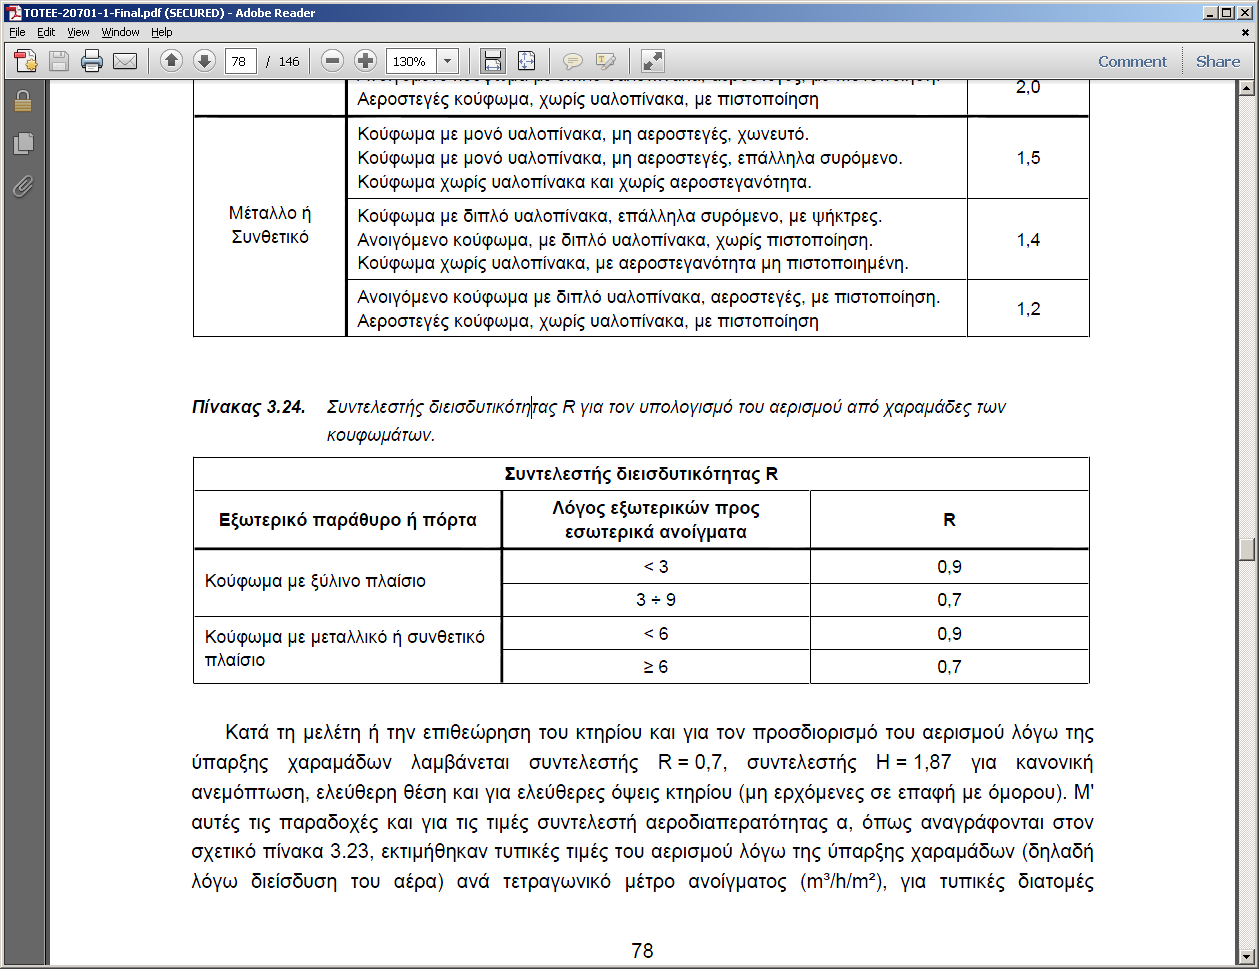 TOTEE-20701-1-Final.pdf (SECURED) - Adobe Reader
File Edit View Window Help
78 / 146 130% Comment Share
2,0
Αεροστεγές κούφωμα, χωρίς υαλοπίνακα, με πιστοποίηση
Κούφωμα με μονό υαλοπίνακα, μη αεροστεγές, χωνευτό.
Κούφωμα με μονό υαλοπίνακα, μη αεροστεγές, επάλληλα συρόμενο.
Κούφωμα χωρίς υαλοπίνακα και χωρίς αεροστεγανότητα.
1,5
Μέταλλο ή
Συνθετικό
Κούφωμα με διπλό υαλοπίνακα, επάλληλα συρόμενο, με ψήκτρες.
Ανοιγόμενο κούφωμα, με διπλό υαλοπίνακα, χωρίς πιστοποίηση.
Κούφωμα χωρίς υαλοπίνακα, με αεροστεγανότητα μη πιστοποιημένη.
1,4
Ανοιγόμενο κούφωμα με διπλό υαλοπίνακα, αεροστεγές, με πιστοποίηση.
Αεροστεγές κούφωμα, χωρίς υαλοπίνακα, με πιστοποίηση
1,2
Πίνακας 3.24. Συντελεστής διεισδυτικότητας R για τον υπολογισμό του αερισμού από χαραμάδες των
κουφωμάτων.
Συντελεστής διεισδυτικότητας R
Εξωτερικό παράθυρο ή πόρτα
Λόγος εξωτερικών προς
εσωτερικά ανοίγματα
R
Κούφωμα με ξύλινο πλαίσιο
< 3 0,9
3 ÷ 9 0,7
Κούφωμα με μεταλλικό ή συνθετικό
πλαίσιο
< 6 0,9
≥ 6 0,7
Κατά τη μελέτη ή την επιθεώρηση του κτηρίου και για τον προσδιορισμό του αερισμού λόγω της
ύπαρξης χαραμάδων λαμβάνεται συντελεστής R = 0,7, συντελεστής H = 1,87 για κανονική
ανεμόπτωση, ελεύθερη θέση και για ελεύθερες όψεις κτηρίου (μη ερχόμενες σε επαφή με όμορου). Μ'
αυτές τις παραδοχές και για τις τιμές συντελεστή αεροδιαπερατότητας α, όπως αναγράφονται στον
σχετικό πίνακα 3.23, εκτιμήθηκαν τυπικές τιμές του αερισμού λόγω της ύπαρξης χαραμάδων (δηλαδή
λόγω διείσδυση του αέρα) ανά τετραγωνικό μέτρο ανοίγματος (m³/h/m²), για τυπικές διατομές
78